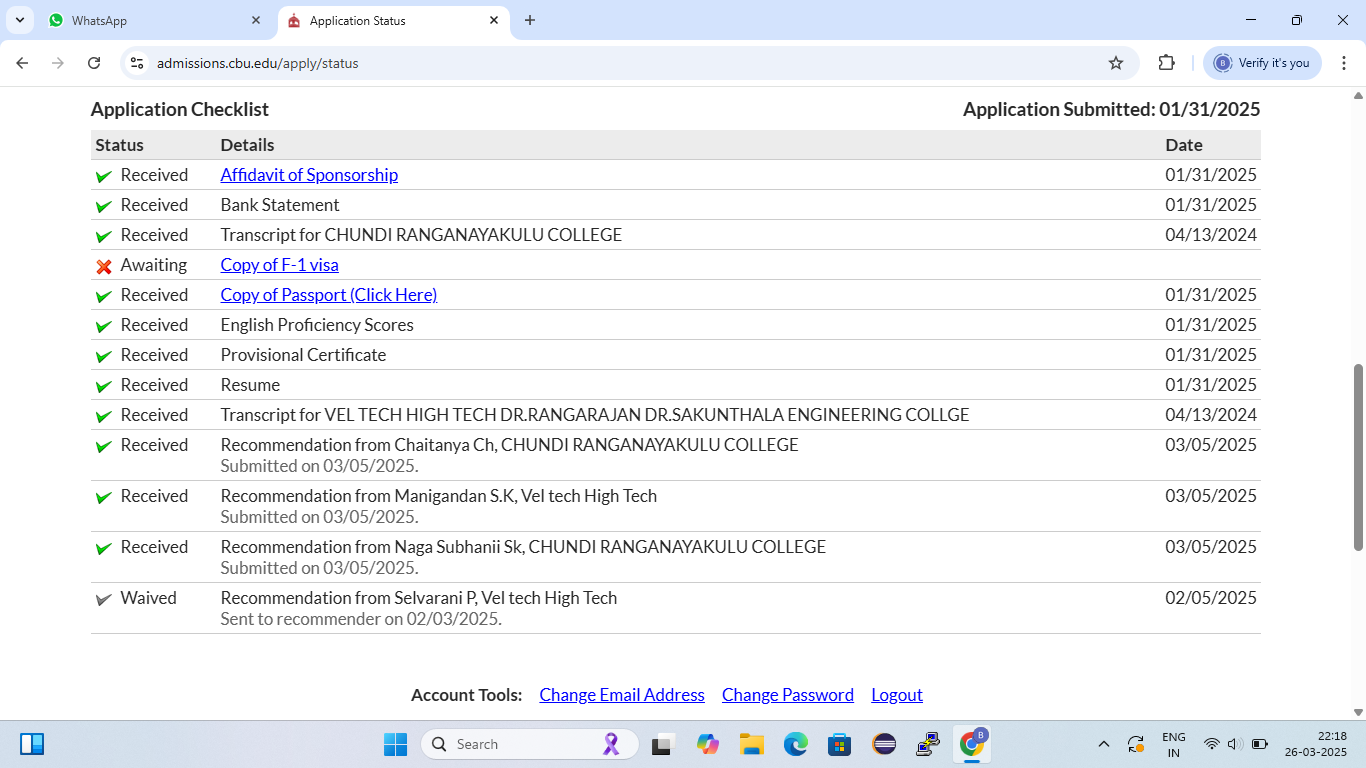 WhatsApp
Application Status
admissions.cbu.edu/apply/status
B
Verify it's you
Application Checklist
Application Submitted: 01/31/2025
Status Details Date
Received Affidavit of Sponsorship 01/31/2025
Received Bank Statement 01/31/2025
Received Transcript for CHUNDI RANGANAYAKULU COLLEGE 04/13/2024
Awaiting Copy of F-1 visa
Received Copy of Passport (Click Here) 01/31/2025
Received English Proficiency Scores 01/31/2025
Received Provisional Certificate 01/31/2025
Received Resume 01/31/2025
Received Transcript for VEL TECH HIGH TECH DR.RANGARAJAN DR.SAKUNTHALA ENGINEERING COLLGE 04/13/2024
Received Recommendation from Chaitanya Ch, CHUNDI RANGANAYAKULU COLLEGE 03/05/2025
Submitted on 03/05/2025.
Received Recommendation from Manigandan S.K, Vel tech High Tech 03/05/2025
Submitted on 03/05/2025.
Received Recommendation from Naga Subhanii Sk, CHUNDI RANGANAYAKULU COLLEGE 03/05/2025
Submitted on 03/05/2025.
Waived Recommendation from Selvarani P, Vel tech High Tech 02/05/2025
Sent to recommender on 02/03/2025.
Account Tools: Change Email Address Change Password Logout
Search
B
ENG
IN
22:18
26-03-2025